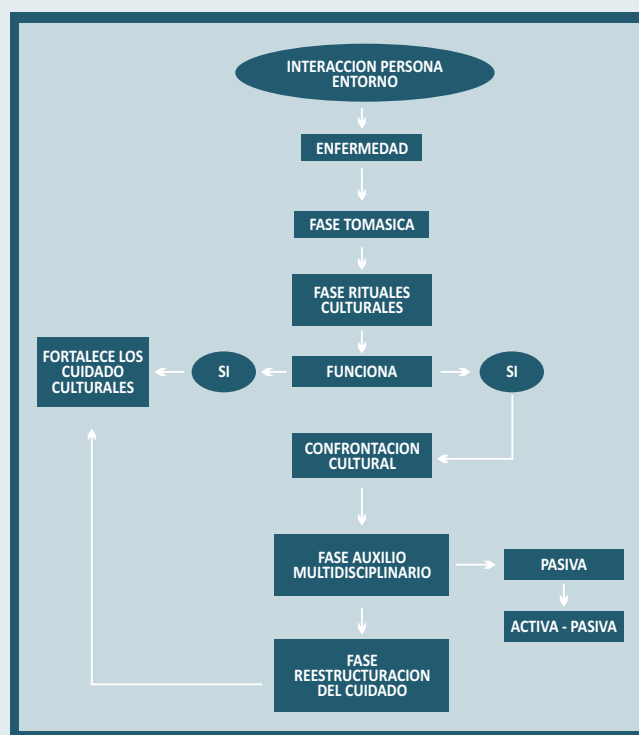 INTERACCION PERSONA
ENTORNO
ENFERMEDAD
FASE TOMASICA
FASE RITUALES
CULTURALES
FORTALECE LOS
CUIDADO
CULTURALES
SI
FUNCIONA
SI
CONFRONTACION
CULTURAL
FASE AUXILIO
MULTIDISCIPLINARIO
PASIVA
ACTIVA - PASIVA
FASE
REESTRUCTURACION
DEL CUIDADO